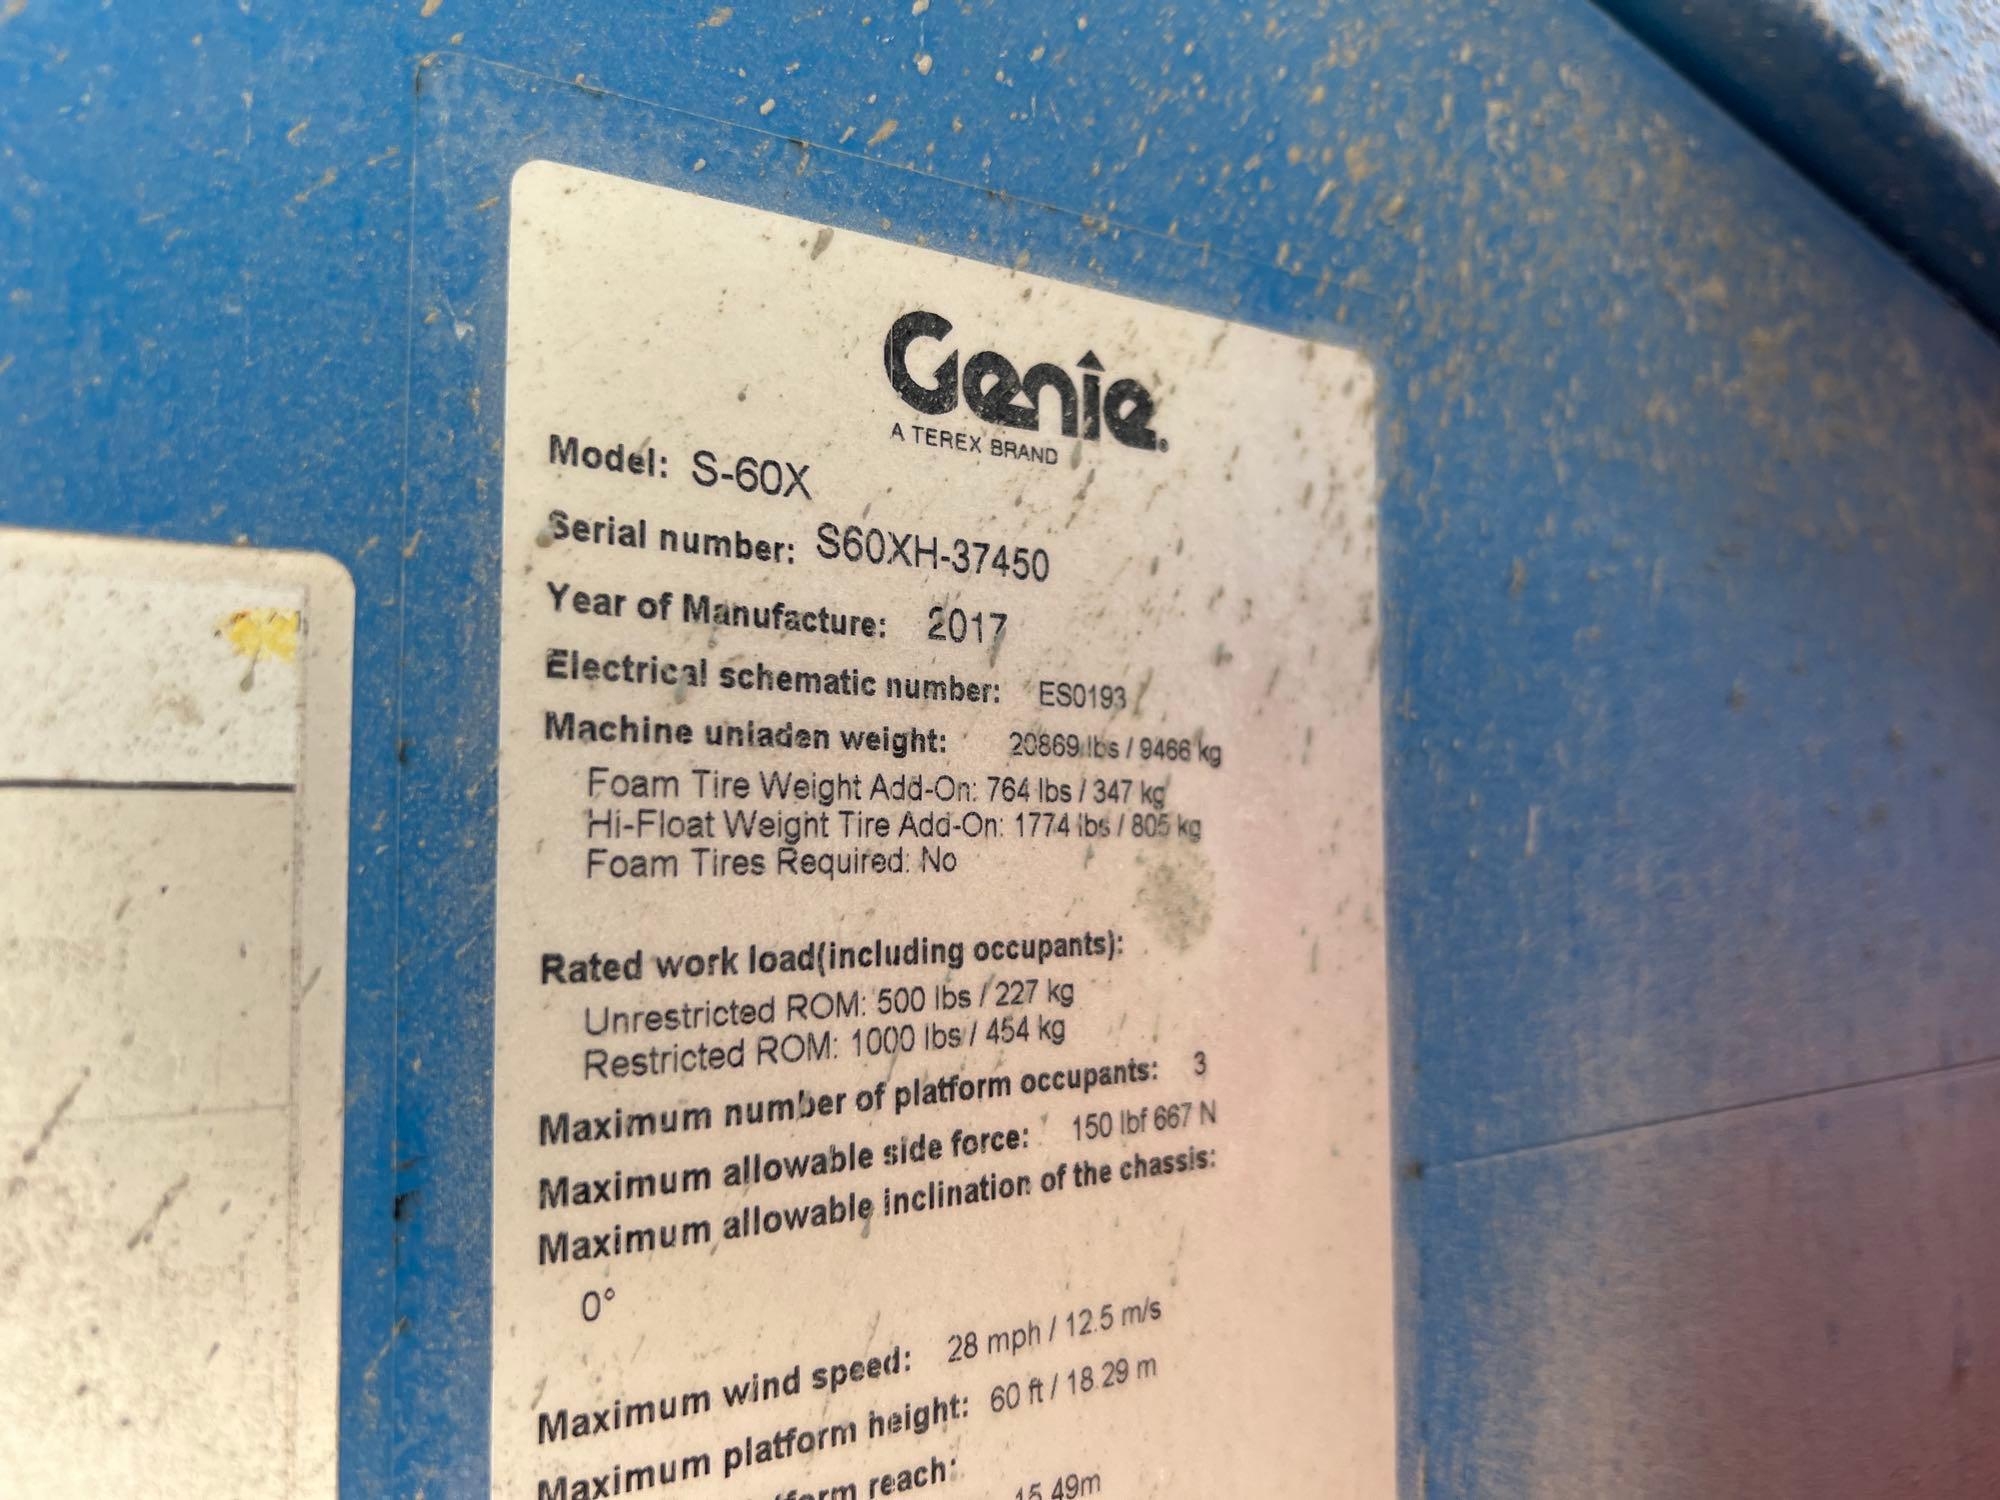 Genie.
A TEREX BRAND
Model: S-60X
Serial number: S60XH-37450
Year of Manufacture: 2017
Electrical schematic number: ES0193
Machine unladen weight: 20869 lbs / 9466 kg
Foam Tire Weight Add-On: 764 lbs / 347 kg
Hi-Float Weight Tire Add-On: 1774 lbs / 805 kg
Foam Tires Required: No
Rated work load(including occupants):
Unrestricted ROM: 500 lbs / 227 kg
Restricted ROM: 1000 lbs / 454 kg
Maximum number of platform occupants: 3
Maximum allowable side force: 150 lbf 667 N
Maximum allowable inclination of the chassis:
0°
Maximum wind speed: 28 mph / 12.5 m/s
Maximum platform height: 60 ft / 18.29 m
reach:
15.49m